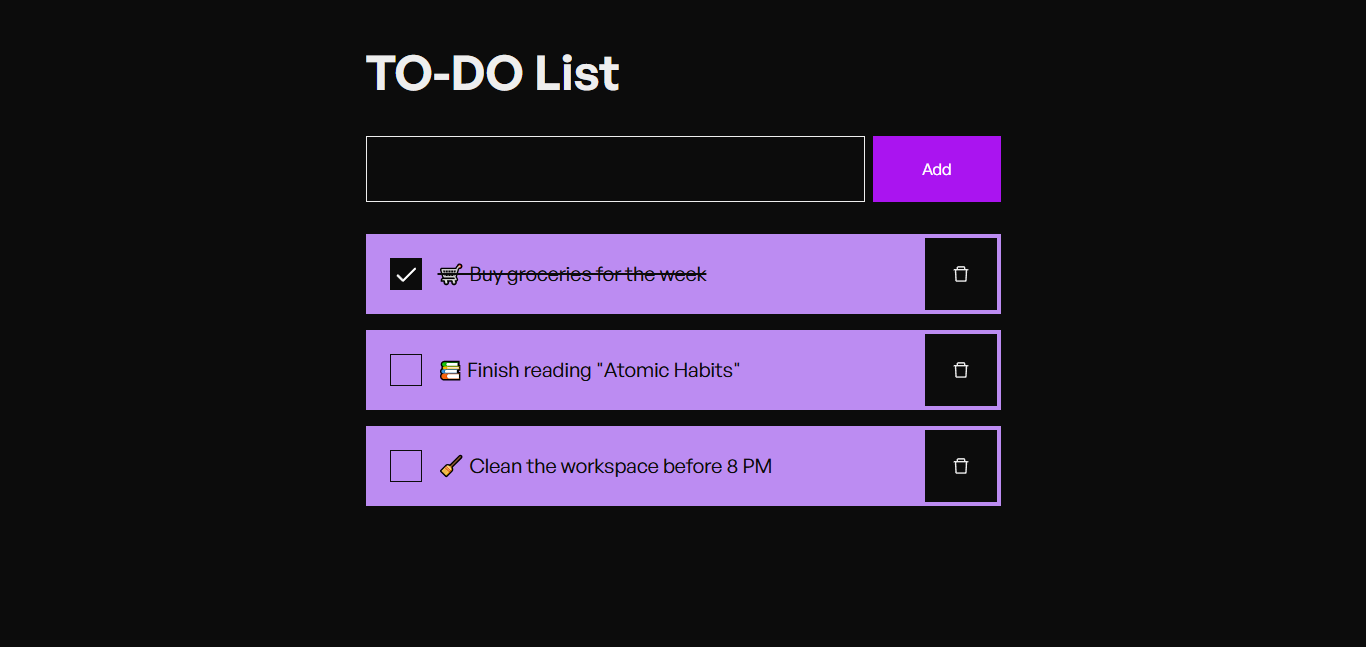 TO-DO List
Add
🛒 Buy groceries for the week
📚 Finish reading "Atomic Habits"
🧹 Clean the workspace before 8 PM